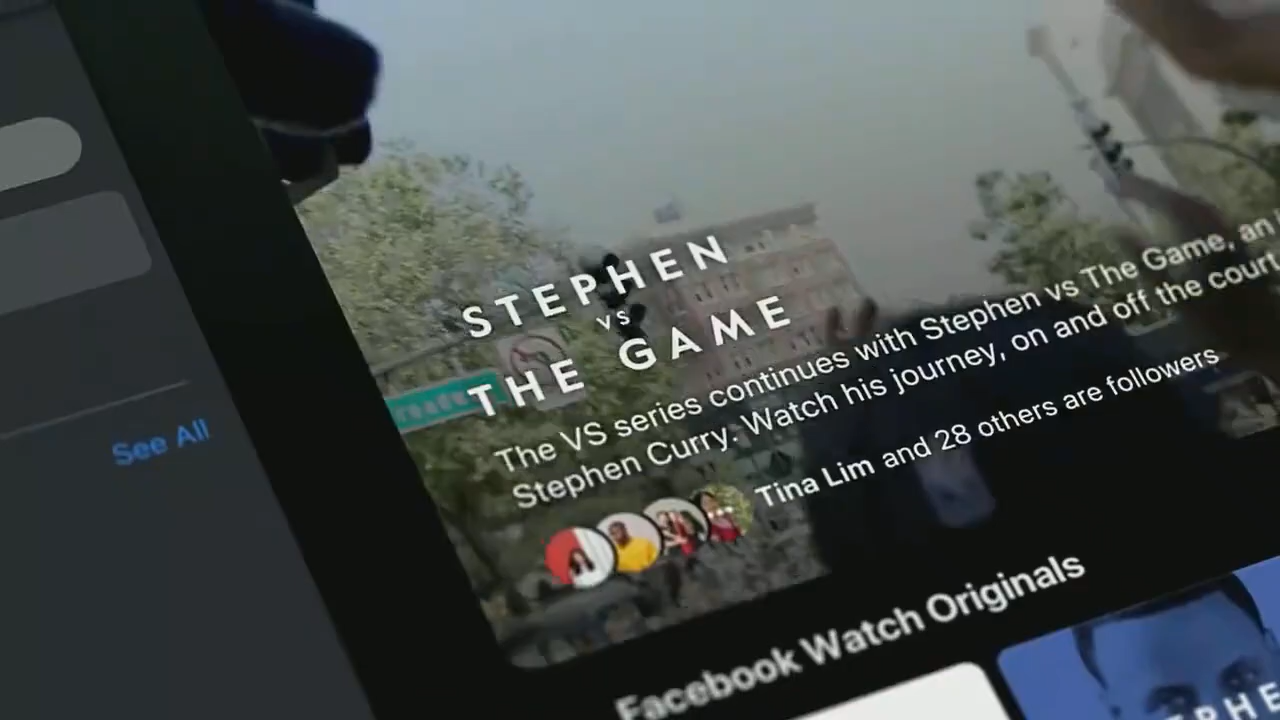 STEPHEN
VS
THE GAME
The VS series continues with Stephen vs The Game, an
Stephen Curry. Watch his journey, on and off the court
Tina Lim and 28 others are followers
See All
Facebook Watch Originals